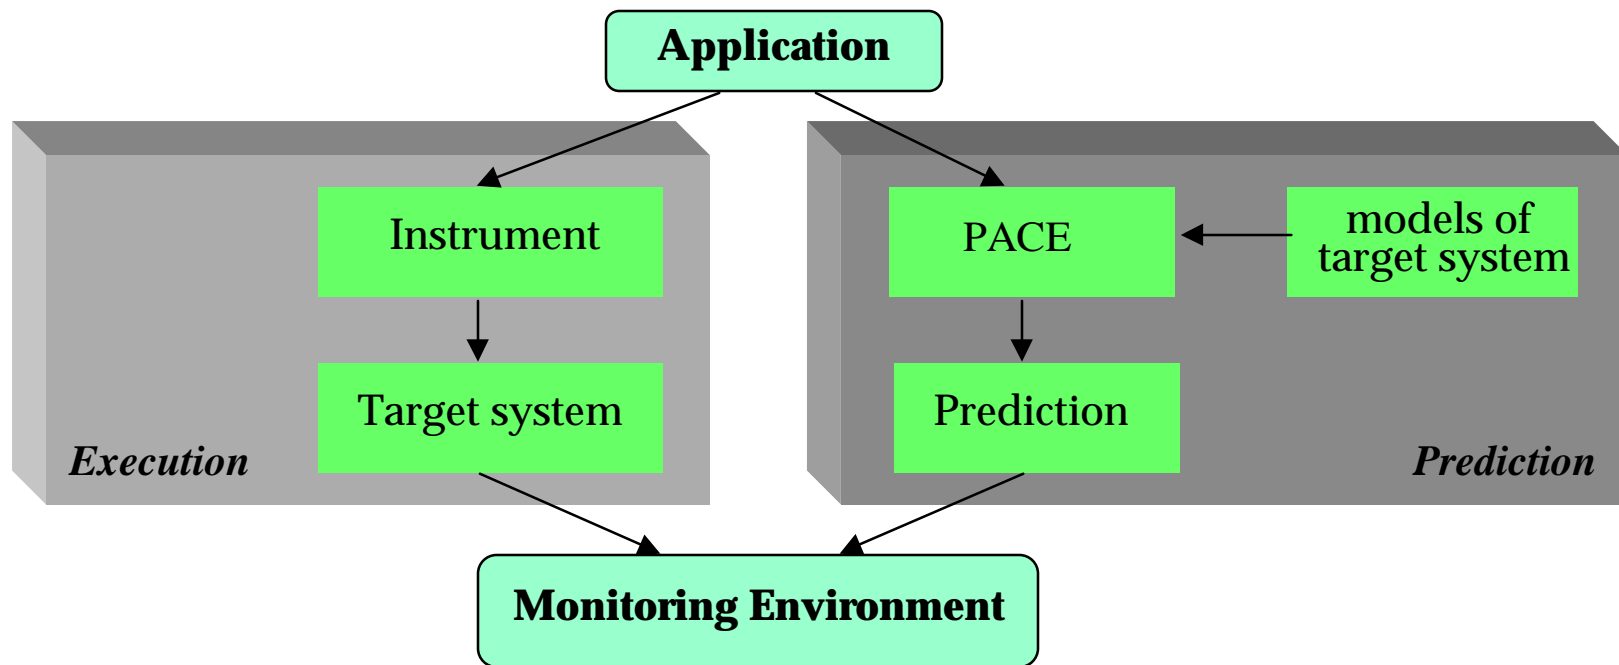 Application
Instrument
PACE
models of
target system
Target system
Prediction
Execution
Prediction
Monitoring Environment